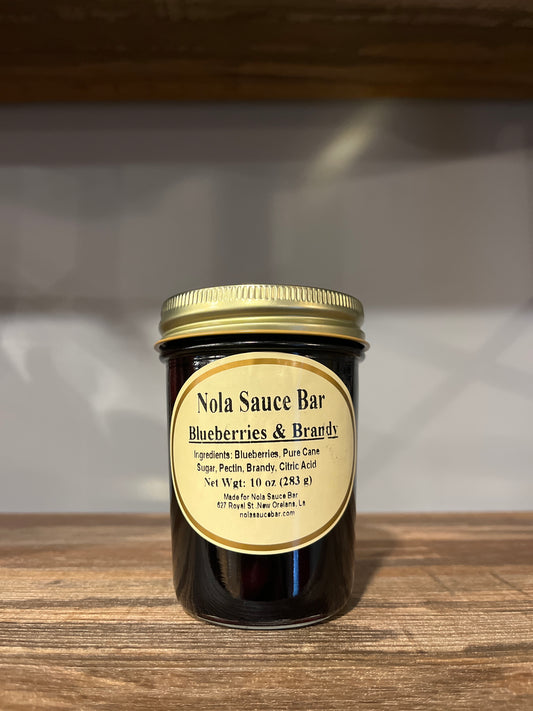 Nola Sauce Bar
Blueberries & Brandy
Ingredients: Blueberries, Pure Cane
Sugar, Pectin, Brandy, Citric Acid
Net Wgt: 10 oz (283 g)
Made for Nola Sauce Bar
627 Royal St .New Orelans, La
nolasaucebar.com